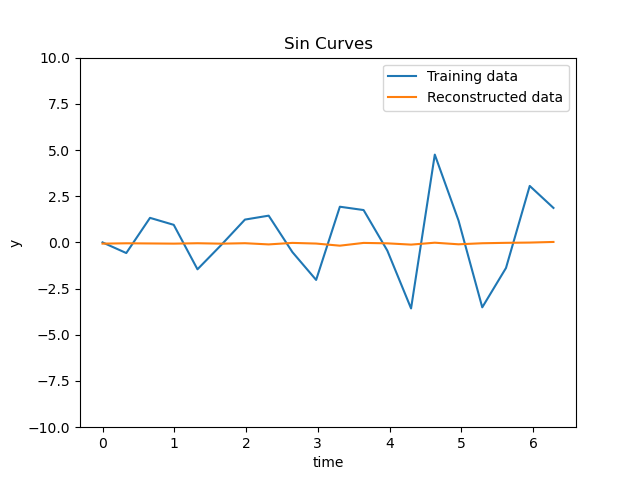 Sin Curves
Training data
Reconstructed data
10.0
7.5
5.0
2.5
0.0
−2.5
−5.0
−7.5
−10.0
y
0 1 2 3 4 5 6
time